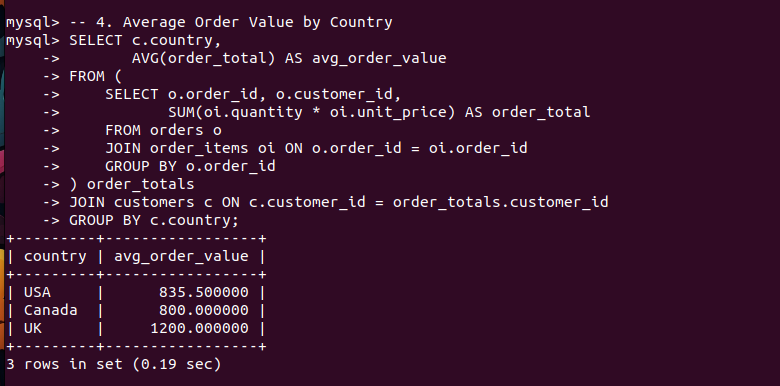 mysql> -- 4. Average Order Value by Country
mysql> SELECT c.country,
    ->        AVG(order_total) AS avg_order_value
    -> FROM (
    ->     SELECT o.order_id, o.customer_id,
    ->            SUM(oi.quantity * oi.unit_price) AS order_total
    ->     FROM orders o
    ->     JOIN order_items oi ON o.order_id = oi.order_id
    ->     GROUP BY o.order_id
    -> ) order_totals
    -> JOIN customers c ON c.customer_id = order_totals.customer_id
    -> GROUP BY c.country;
+---------+-----------------+
| country | avg_order_value |
+---------+-----------------+
| USA     |      835.500000 |
| Canada  |      800.000000 |
| UK      |     1200.000000 |
+---------+-----------------+
3 rows in set (0.19 sec)